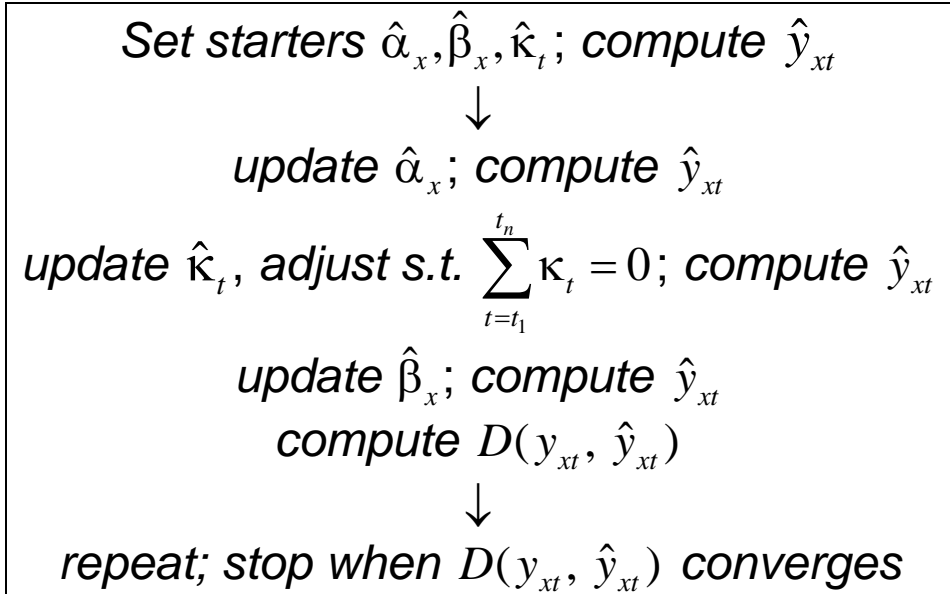 Set starters α̂ₓ, β̂ₓ, κ̂ₜ; compute ŷₓₜ
↓
update α̂ₓ; compute ŷₓₜ
update κ̂ₜ, adjust s.t. ∑_{t=t₁}^{tₙ} κₜ = 0; compute ŷₓₜ
update β̂ₓ; compute ŷₓₜ
compute D(yₓₜ, ŷₓₜ)
↓
repeat; stop when D(yₓₜ, ŷₓₜ) converges